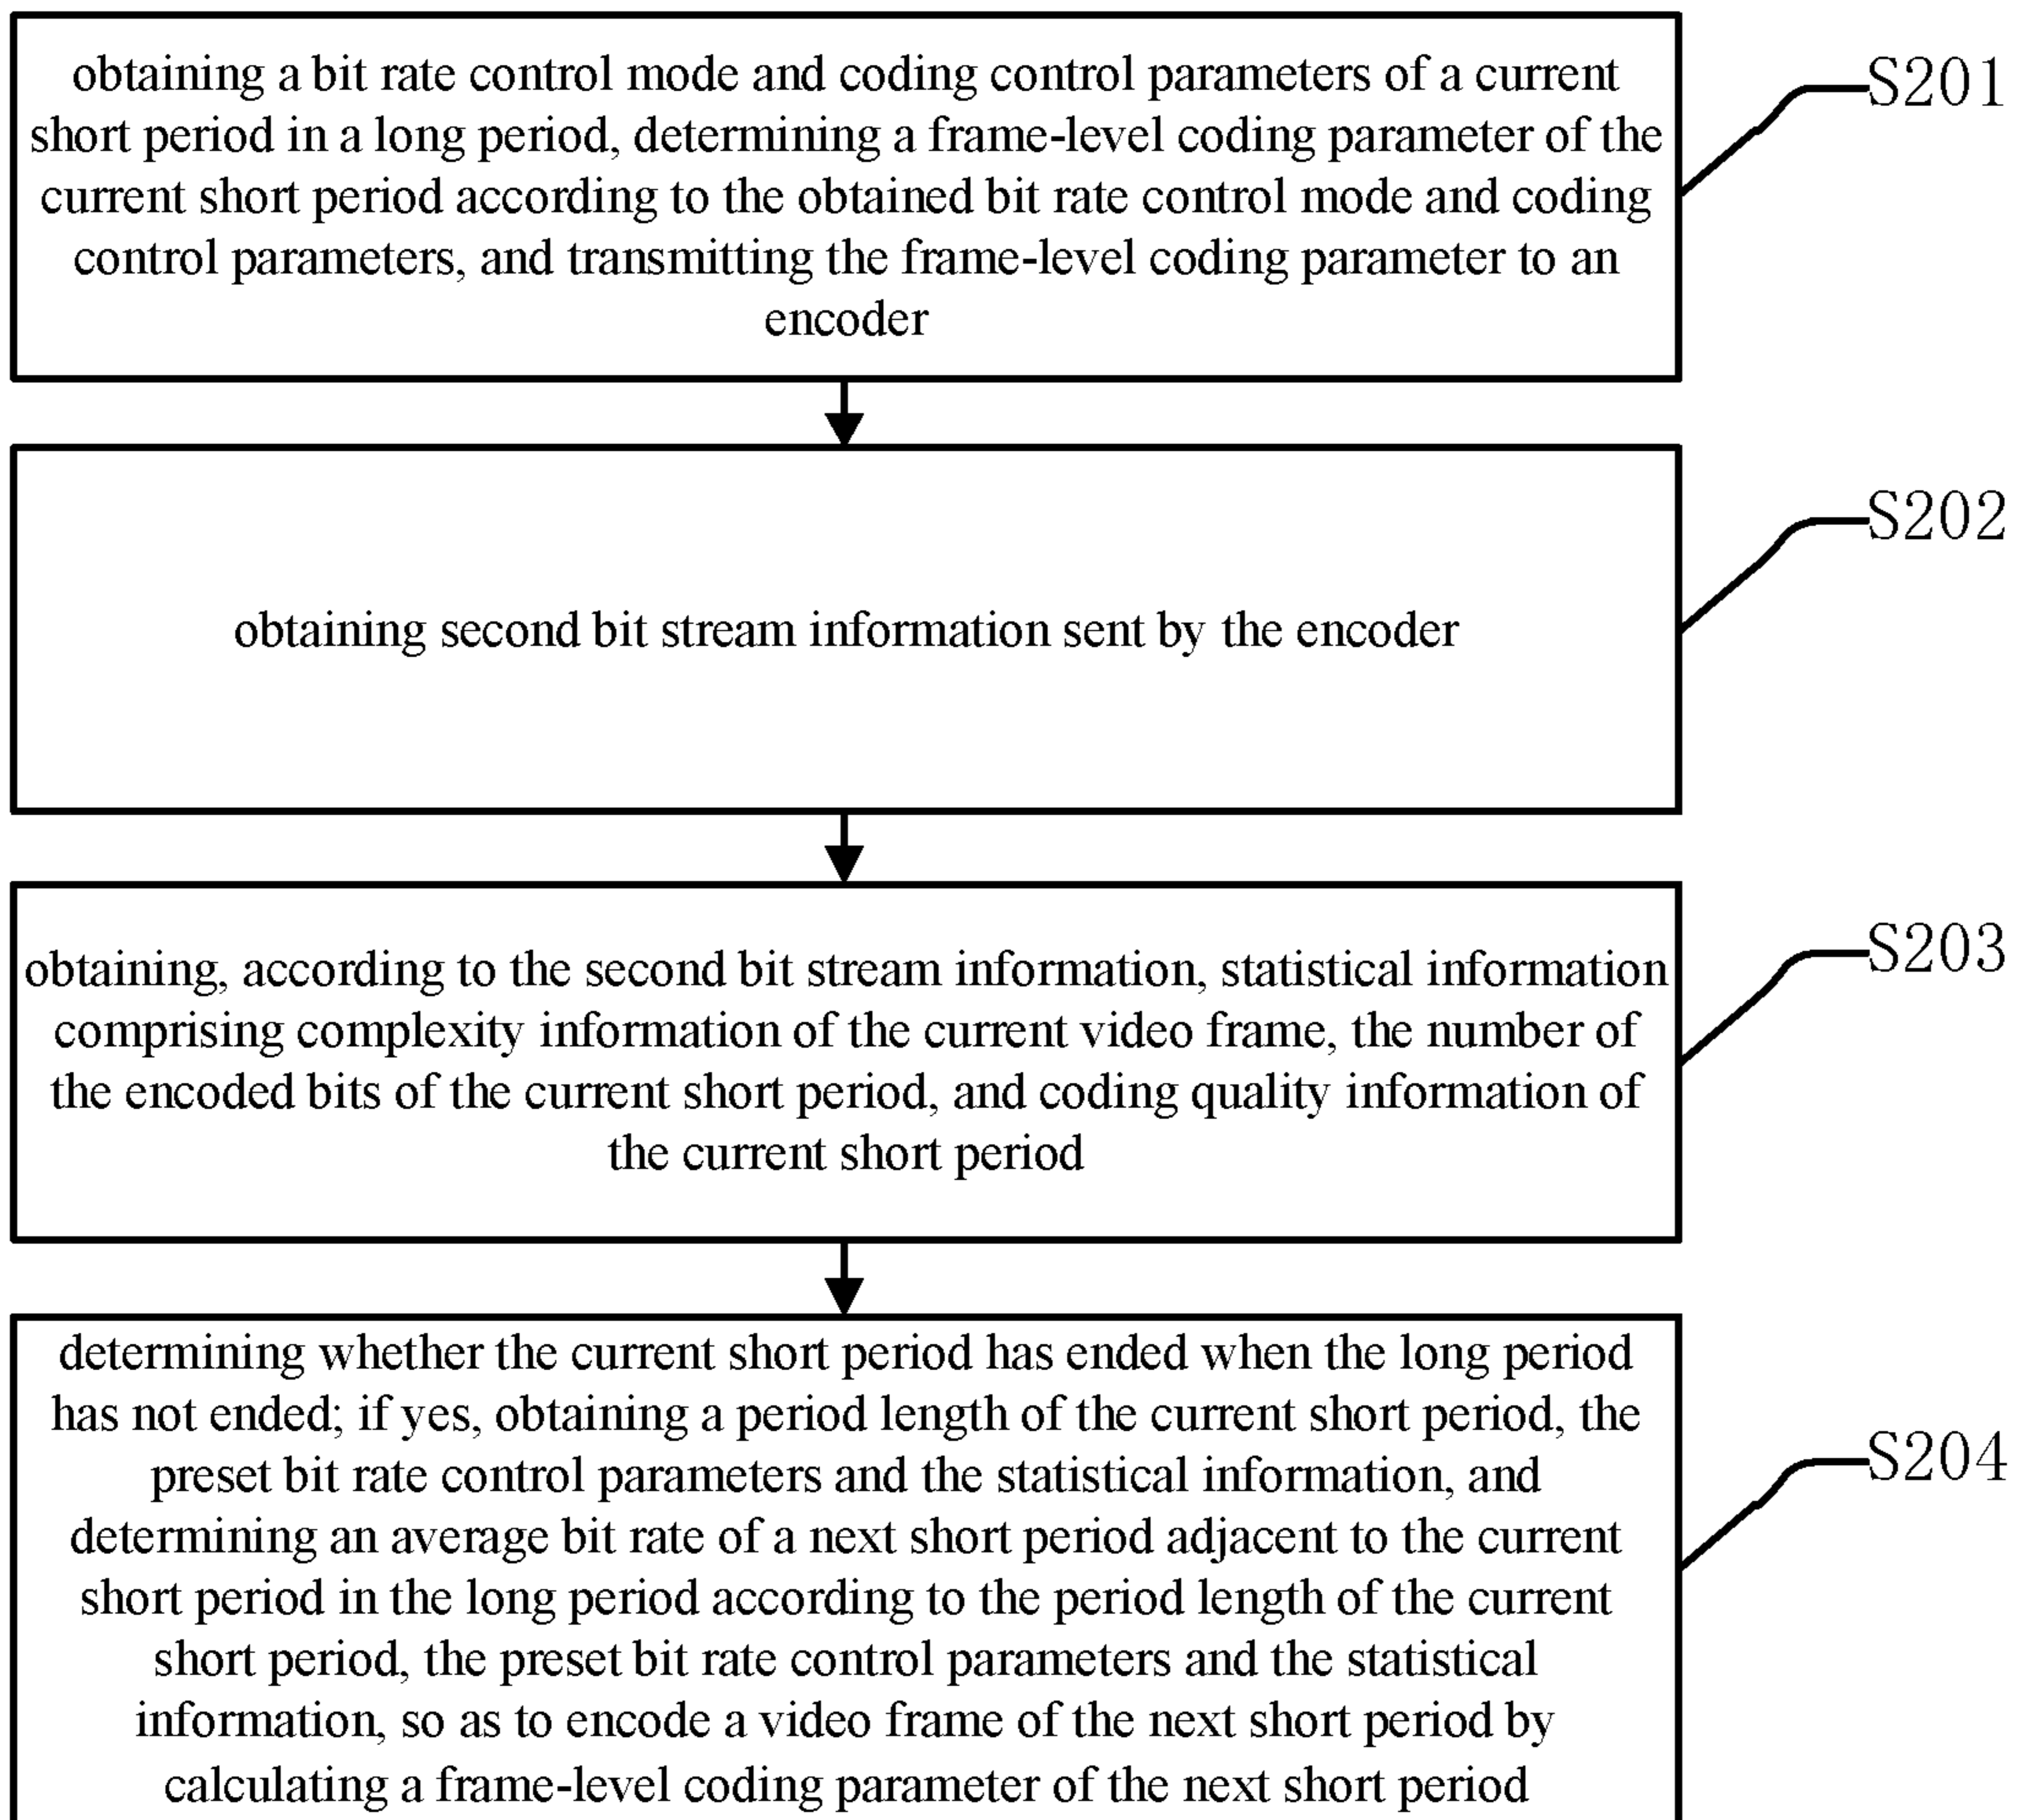 obtaining a bit rate control mode and coding control parameters of a current
short period in a long period, determining a frame-level coding parameter of the
current short period according to the obtained bit rate control mode and coding
control parameters, and transmitting the frame-level coding parameter to an
encoder
S201
obtaining second bit stream information sent by the encoder
S202
obtaining, according to the second bit stream information, statistical information
comprising complexity information of the current video frame, the number of
the encoded bits of the current short period, and coding quality information of
the current short period
S203
determining whether the current short period has ended when the long period
has not ended; if yes, obtaining a period length of the current short period, the
preset bit rate control parameters and the statistical information, and
determining an average bit rate of a next short period adjacent to the current
short period in the long period according to the period length of the current
short period, the preset bit rate control parameters and the statistical
information, so as to encode a video frame of the next short period by
calculating a frame-level coding parameter of the next short period
S204